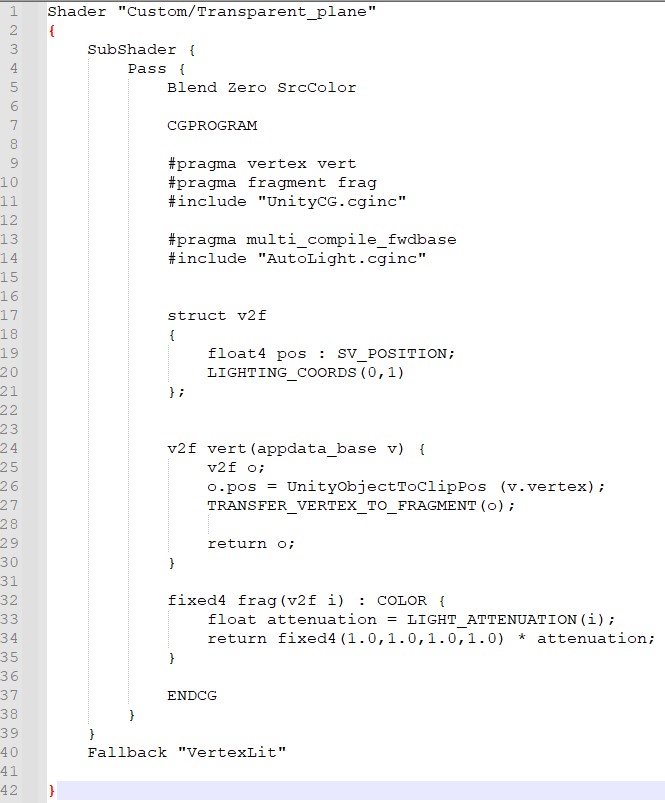 1 Shader "Custom/Transparent_plane"
2 {
3     SubShader {
4         Pass {
5             Blend Zero SrcColor
6
7             CGPROGRAM
8
9             #pragma vertex vert
10             #pragma fragment frag
11             #include "UnityCG.cginc"
12
13             #pragma multi_compile_fwdbase
14             #include "AutoLight.cginc"
15
16
17             struct v2f
18             {
19                 float4 pos : SV_POSITION;
20                 LIGHTING_COORDS(0,1)
21             };
22
23
24             v2f vert(appdata_base v) {
25                 v2f o;
26                 o.pos = UnityObjectToClipPos (v.vertex);
27                 TRANSFER_VERTEX_TO_FRAGMENT(o);
28
29                 return o;
30             }
31
32             fixed4 frag(v2f i) : COLOR {
33                 float attenuation = LIGHT_ATTENUATION(i);
34                 return fixed4(1.0,1.0,1.0,1.0) * attenuation;
35             }
36
37             ENDCG
38         }
39     }
40     Fallback "VertexLit"
41
42 }